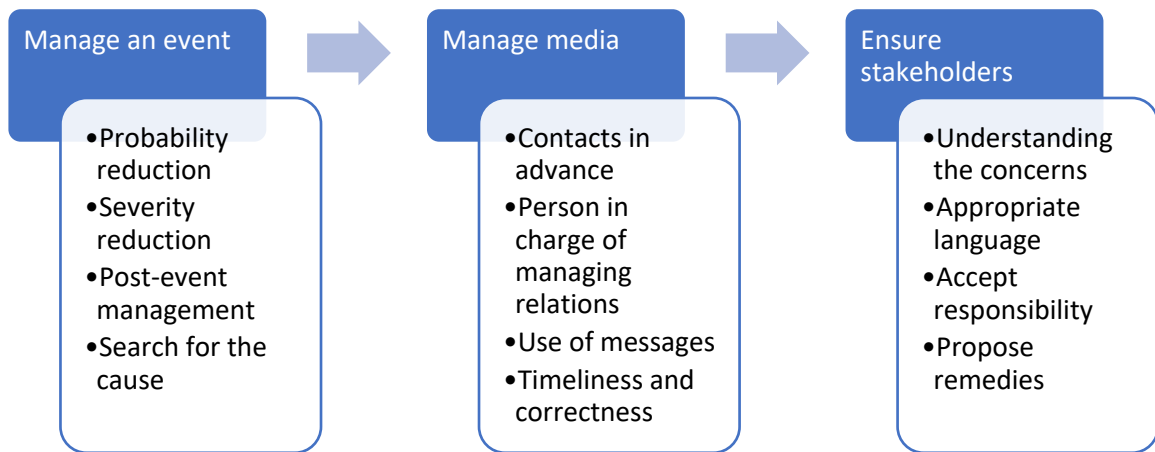 Manage an event
•Probability
reduction
•Severity
reduction
•Post-event
management
•Search for the
cause
Manage media
•Contacts in
advance
•Person in
charge of
managing
relations
•Use of messages
•Timeliness and
correctness
Ensure
stakeholders
•Understanding
the concerns
•Appropriate
language
•Accept
responsibility
•Propose
remedies